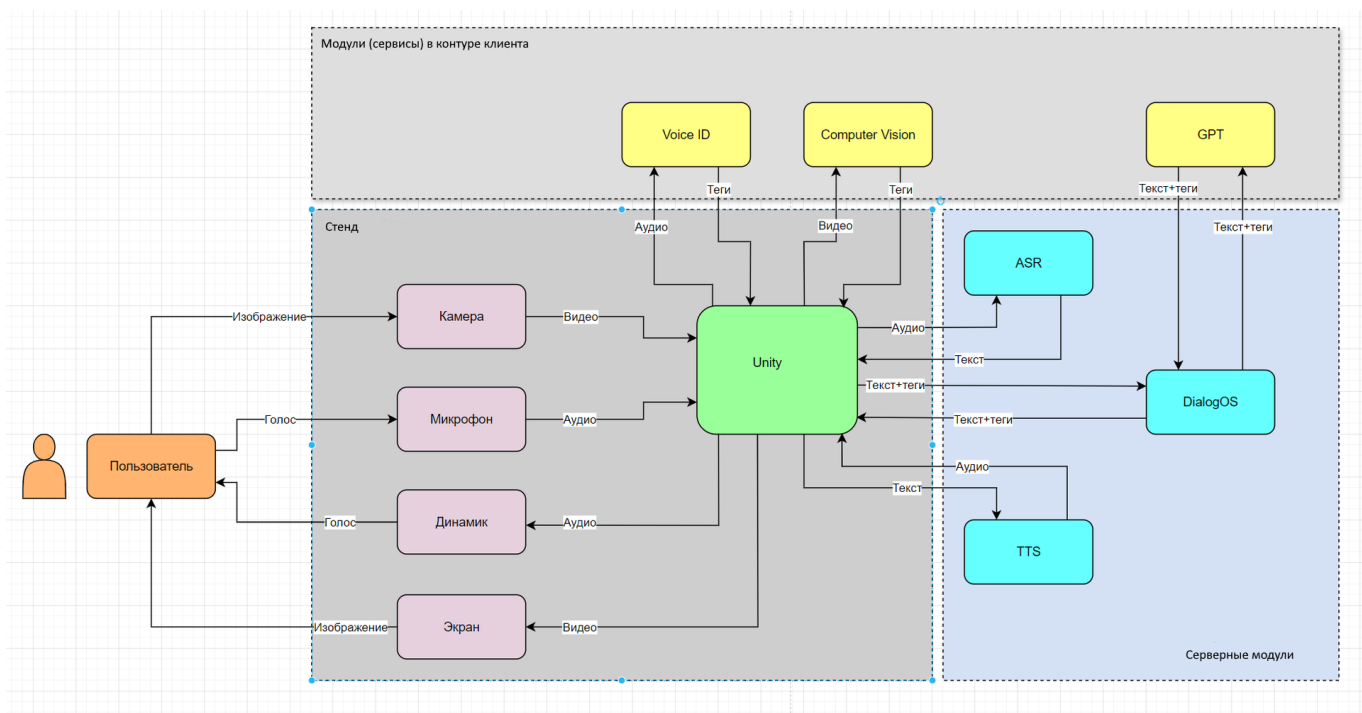 Модули (сервисы) в контуре клиента
Voice ID
Computer Vision
GPT
Теги
Теги
Текст+теги
Стенд
Аудио
Видео
Текст+теги
ASR
Камера
Изображение
Видео
Аудио
Unity
Текст
Текст+теги
DialogOS
Микрофон
Голос
Аудио
Текст+теги
Пользователь
Аудио
Текст
Динамик
Голос
Аудио
TTS
Экран
Изображение
Видео
Серверные модули